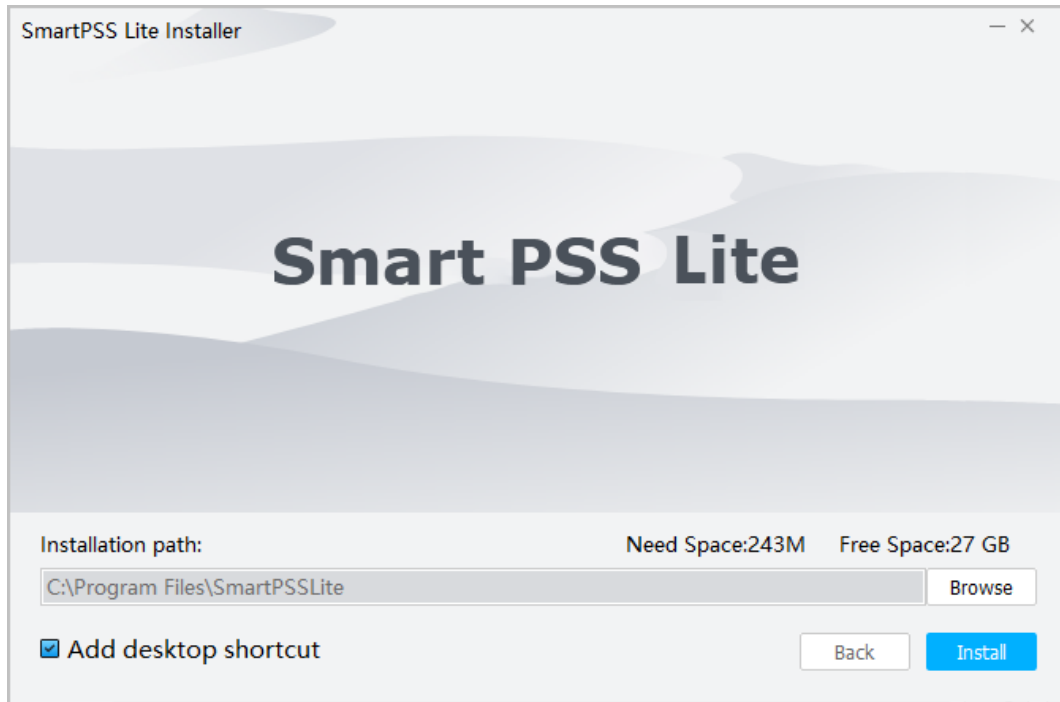 SmartPSS Lite Installer
Smart PSS Lite
Installation path: Need Space:243M Free Space:27 GB
C:\Program Files\SmartPSSLite Browse
Add desktop shortcut Back Install